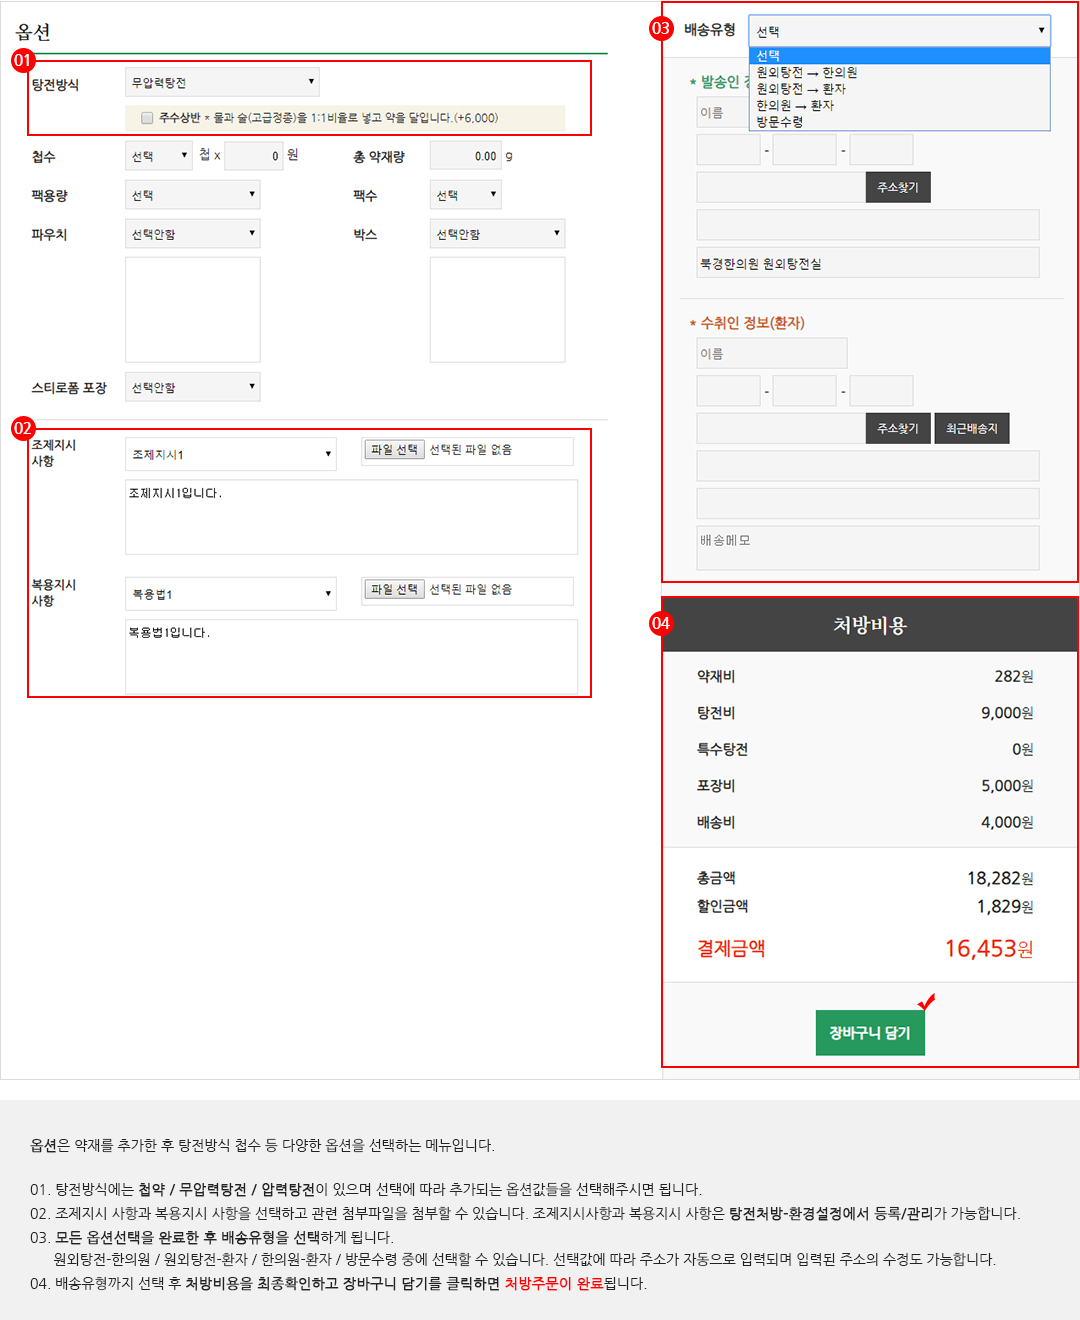 옵션
01
탕전방식
무압력탕전
주수상반 * 물과 술(고급정종)을 1:1비율로 넣고 약을 달입니다.(+6,000)
첩수 선택 첩 x 0 원 총 약재량 0.00 g
팩용량 선택 팩수 선택
파우치 선택안함 박스 선택안함
스티로폼 포장 선택안함
02
조제지시
사항
조제지시1 파일 선택 선택된 파일 없음
조제지시1입니다.
복용지시
사항
복용법1 파일 선택 선택된 파일 없음
복용법1입니다.
03 배송유형 선택
선택
원외탕전 → 한의원
원외탕전 → 환자
한의원 → 환자
방문수령
* 발송인
이름
- -
주소찾기
북경한의원 원외탕전실
* 수취인 정보(환자)
이름
- -
주소찾기 최근배송지
배송메모
04 처방비용
약재비 282원
탕전비 9,000원
특수탕전 0원
포장비 5,000원
배송비 4,000원
총금액 18,282원
할인금액 1,829원
결제금액 16,453원
장바구니 담기
옵션은 약재를 추가한 후 탕전방식 첩수 등 다양한 옵션을 선택하는 메뉴입니다.
01. 탕전방식에는 첩약 / 무압력탕전 / 압력탕전이 있으며 선택에 따라 추가되는 옵션값들을 선택해주시면 됩니다.
02. 조제지시 사항과 복용지시 사항을 선택하고 관련 첨부파일을 첨부할 수 있습니다. 조제지시사항과 복용지시 사항은 탕전처방-환경설정에서 등록/관리가 가능합니다.
03. 모든 옵션선택을 완료한 후 배송유형을 선택하게 됩니다.
원외탕전-한의원 / 원외탕전-환자 / 한의원-환자 / 방문수령 중에 선택할 수 있습니다. 선택값에 따라 주소가 자동으로 입력되며 입력된 주소의 수정도 가능합니다.
04. 배송유형까지 선택 후 처방비용을 최종확인하고 장바구니 담기를 클릭하면 처방주문이 완료됩니다.